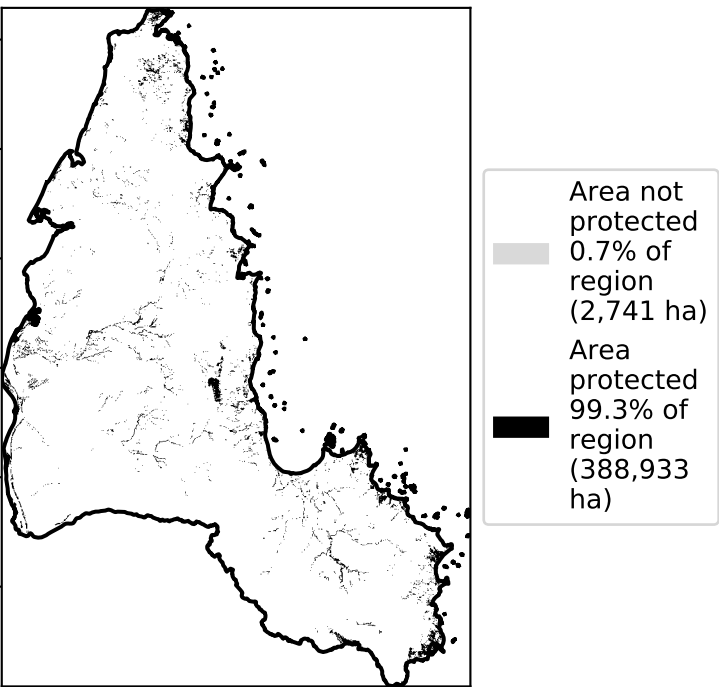 Area not
protected
0.7% of
region
(2,741 ha)
Area
protected
99.3% of
region
(388,933
ha)